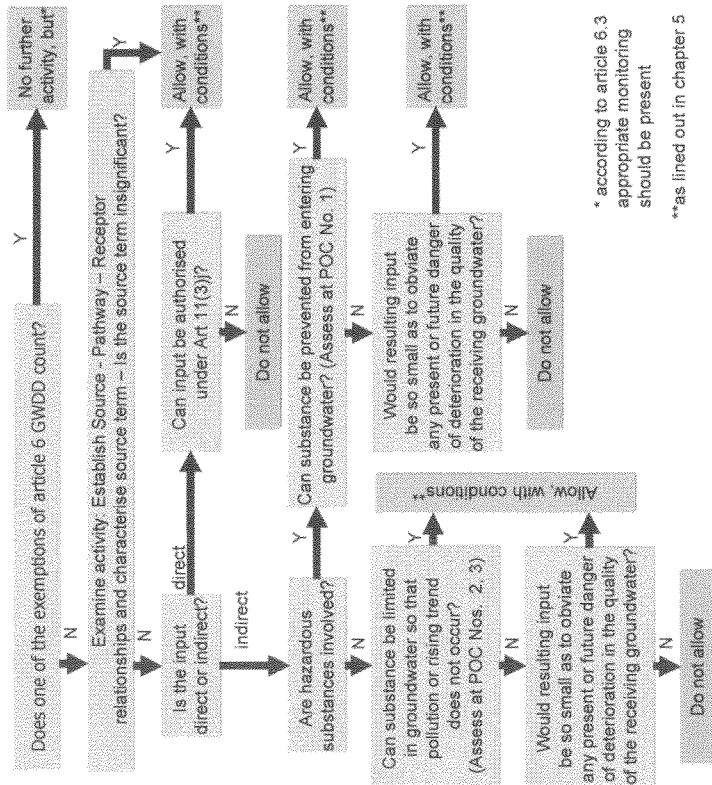 Does one of the exemptions of article 6 GWDD count?
Y
No further
activity, but*
N
Examine activity: Establish Source - Pathway – Receptor
relationships and characterise source term – Is the source term insignificant?
Y
Allow, with
conditions**
N
Is the input
direct or indirect?
direct
Can input be authorised
under Art 11(3)j?
Y
Allow, with
conditions**
N
Do not allow
indirect
Are hazardous
substances involved?
Y
Can substance be prevented from entering
groundwater? (Assess at POC No. 1)
Y
Allow, with
conditions**
N
Would resulting input
be so small as to obviate
any present or future danger
of deterioration in the quality
of the receiving groundwater?
Y
Allow, with
conditions**
N
Do not allow
N
Can substance be limited
in groundwater so that
pollution or rising trend
does not occur?
(Assess at POC Nos. 2, 3)
Y
Allow, with conditions**
N
Would resulting input
be so small as to obviate
any present or future danger
of deterioration in the quality
of the receiving groundwater?
Y
N
Do not allow
* according to article 6.3
appropriate monitoring
should be present
**as lined out in chapter 5